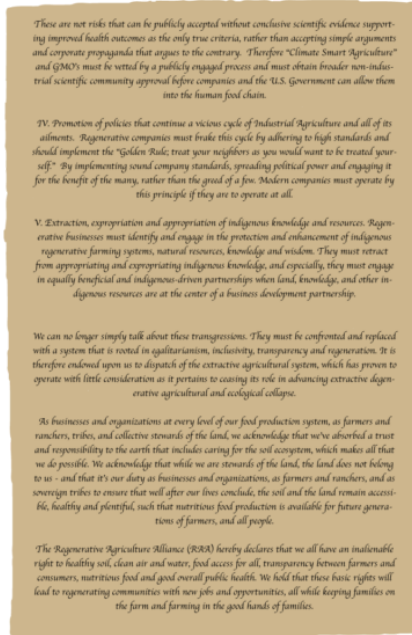 These are not risks that can be publicly accepted without conclusive scientific evidence support-
ing improved health outcomes as the only true criteria, rather than accepting simple arguments
and corporate propaganda that argues to the contrary. Therefore "Climate Smart Agriculture"
and GMO's must be vetted by a publicly engaged process and must obtain broader non-indus-
trial scientific community approval before companies and the U.S. Government can allow them
into the human food chain.
IV. Promotion of policies that continue a vicious cycle of Industrial Agriculture and all of its
ailments. Regenerative companies must brake this cycle by adhering to high standards and
should implement the "Golden Rule; treat your neighbors as you would want to be treated your-
self." By implementing sound company standards, spreading political power and engaging it
for the benefit of the many, rather than the greed of a few. Modern companies must operate by
this principle if they are to operate at all.
V. Extraction, expropriation and appropriation of indigenous knowledge and resources. Regen-
erative businesses must identify and engage in the protection and enhancement of indigenous
regenerative farming systems, natural resources, knowledge and wisdom. They must retract
from appropriating and expropriating indigenous knowledge, and especially, they must engage
in equally beneficial and indigenous-driven partnerships when land, knowledge, and other in-
digenous resources are at the center of a business development partnership.
We can no longer simply talk about these transgressions. They must be confronted and replaced
with a system that is rooted in egalitarianism, inclusivity, transparency and regeneration. It is
therefore endowed upon us to dispatch of the extractive agricultural system, which has proven to
operate with little consideration as it pertains to ceasing its role in advancing extractive degen-
erative agricultural and ecological collapse.
As businesses and organizations at every level of our food production system, as farmers and
ranchers, tribes, and collective stewards of the land, we acknowledge that we've absorbed a trust
and responsibility to the earth that includes caring for the soil ecosystem, which makes all that
we do possible. We acknowledge that while we are stewards of the land, the land does not belong
to us - and that it's our duty as businesses and organizations, as farmers and ranchers, and as
sovereign tribes to ensure that well after our lives conclude, the soil and the land remain accessi-
ble, healthy and plentiful, such that nutritious food production is available for future genera-
tions of farmers, and all people.
The Regenerative Agriculture Alliance (RAA) hereby declares that we all have an inalienable
right to healthy soil, clean air and water, food access for all, transparency between farmers and
consumers, nutritious food and good overall public health. We hold that these basic rights will
lead to regenerating communities with new jobs and opportunities, all while keeping families on
the farm and farming in the good hands of families.